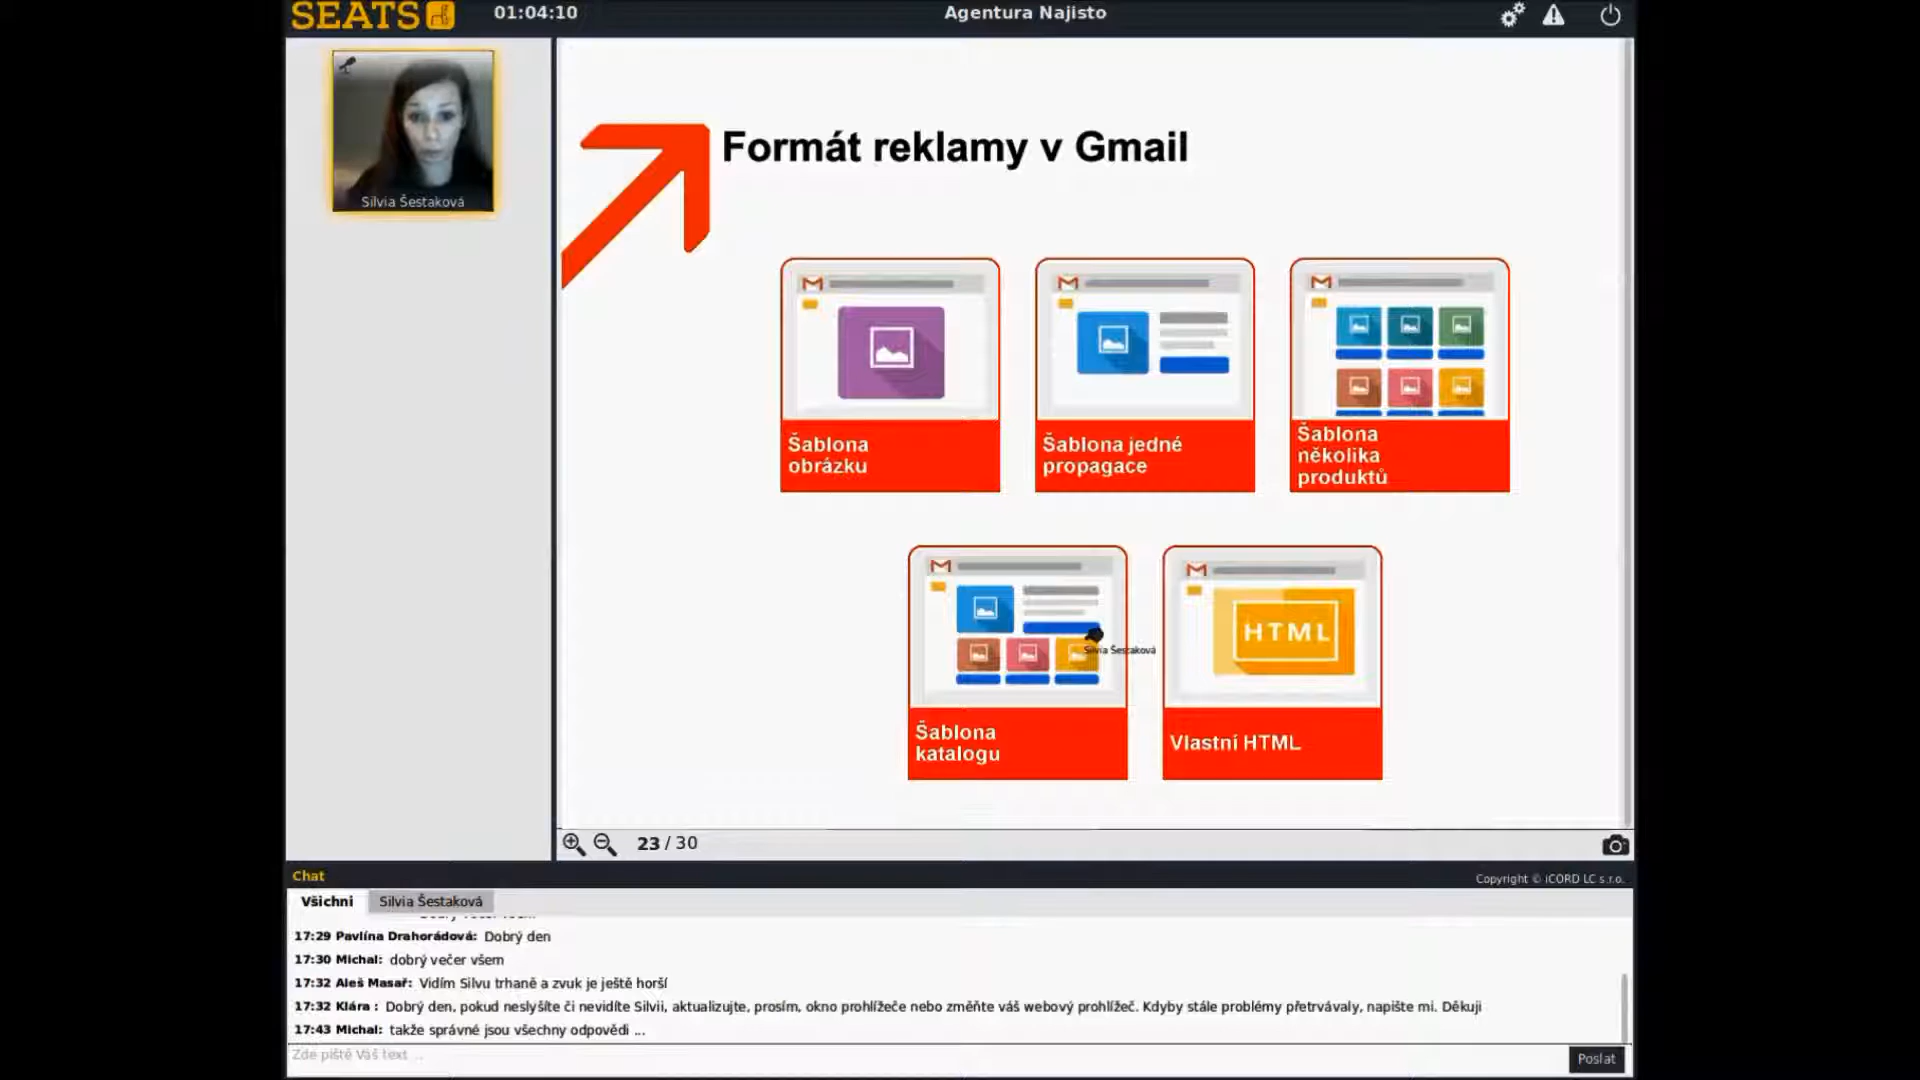 SEATS
01:04:10
Agentura Najisto
Silvia Šestaková
Formát reklamy v Gmail
Šablona
obrázku
Šablona jedné
propagace
Šablona
několika
produktů
HTML
Silvia Šestaková
Šablona
katalogu
Vlastní HTML
23 / 30
Chat
Copyright © iCORD LC s.r.o.
Všichni
Silvia Šestaková
17:29 Pavlína Drahorádová: Dobrý den
17:30 Michal: dobrý večer všem
17:32 Aleš Masař: Vidím Silvu trhaně a zvuk je ještě horší
17:32 Klára : Dobrý den, pokud neslyšíte či nevidíte Silvii, aktualizujte, prosím, okno prohlížeče nebo změňte váš webový prohlížeč. Kdyby stále problémy přetrvávaly, napište mi. Děkuji
17:43 Michal: takže správné jsou všechny odpovědi ...
Zde piště Váš text ...
Poslat